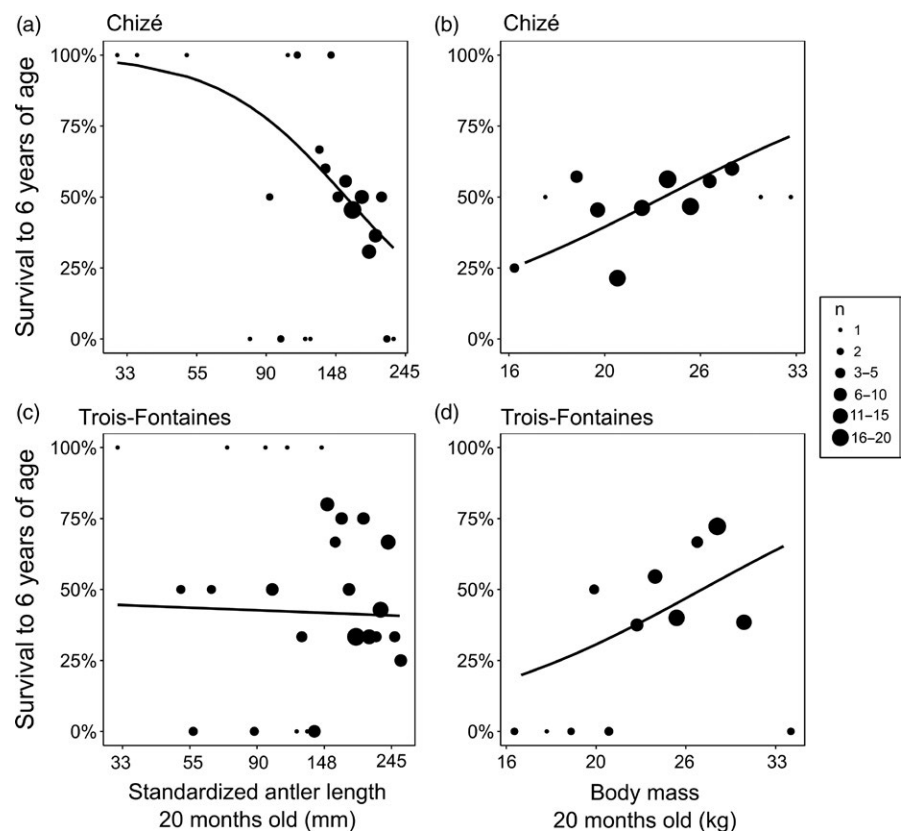 (a) Chizé
Survival to 6 years of age
100%
75%
50%
25%
0%
33 55 90 148 245
(b) Chizé
100%
75%
50%
25%
0%
16 20 26 33
n
1
2
3–5
6–10
11–15
16–20
(c) Trois-Fontaines
Survival to 6 years of age
100%
75%
50%
25%
0%
33 55 90 148 245
Standardized antler length
20 months old (mm)
(d) Trois-Fontaines
100%
75%
50%
25%
0%
16 20 26 33
Body mass
20 months old (kg)